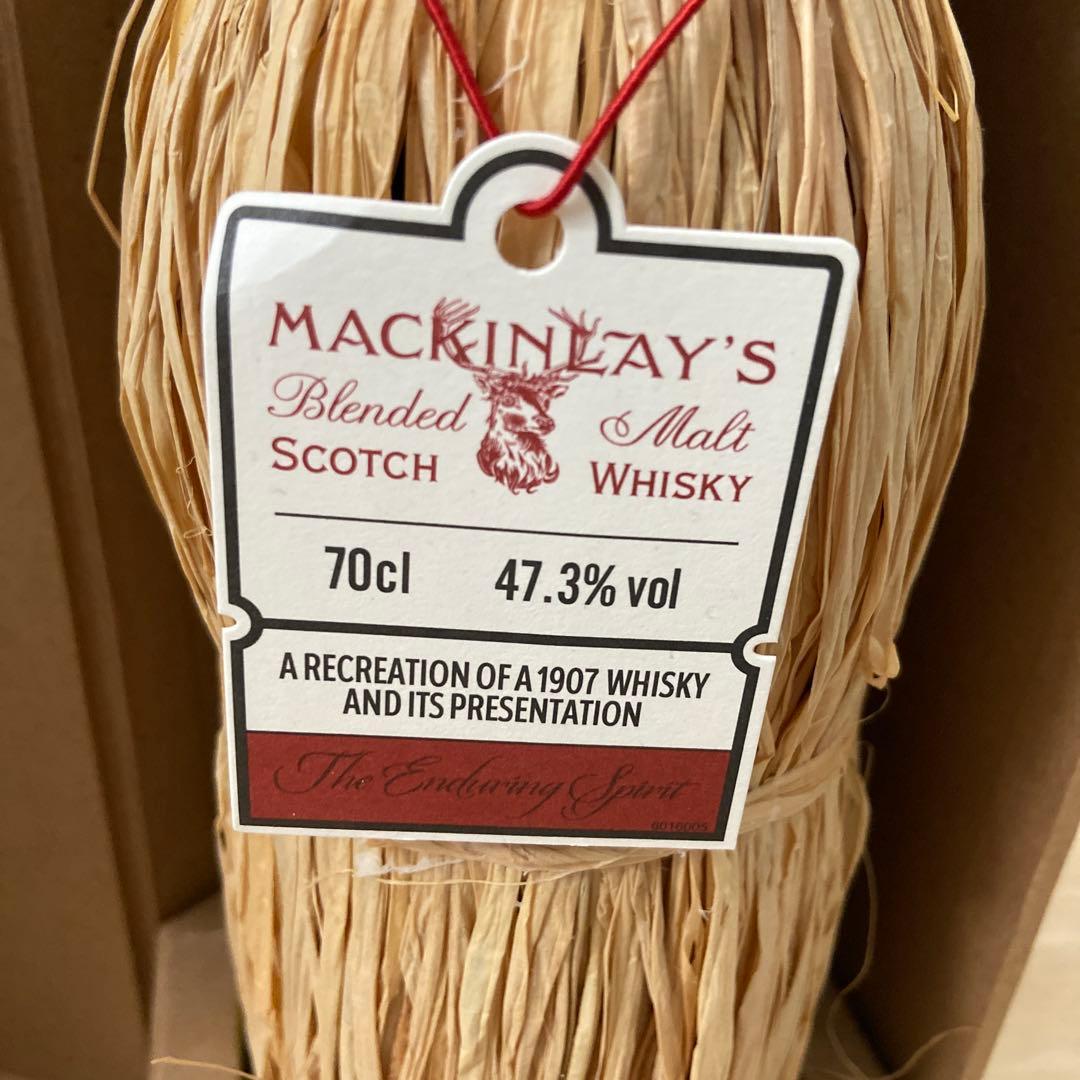 MACKINLAY'S
Blended Malt
SCOTCH WHISKY
70cl 47.3% vol
A RECREATION OF A 1907 WHISKY
AND ITS PRESENTATION
The Enduring Spirit
6016005